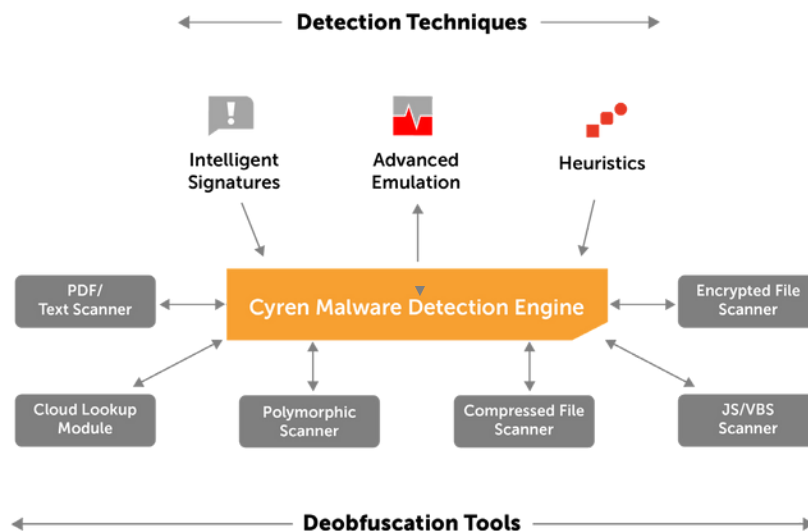 Detection Techniques
Intelligent
Signatures
Advanced
Emulation
Heuristics
PDF/
Text Scanner
Cyren Malware Detection Engine
Encrypted File
Scanner
Cloud Lookup
Module
Polymorphic
Scanner
Compressed File
Scanner
JS/VBS
Scanner
Deobfuscation Tools